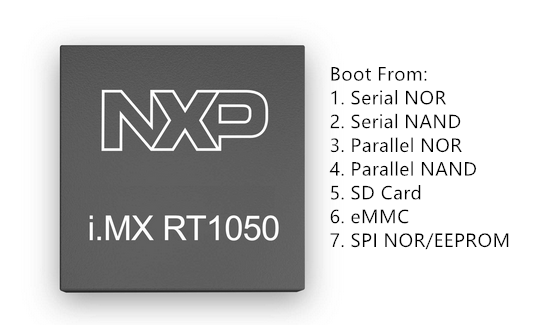 NXP
i.MX RT1050
Boot From:
1. Serial NOR
2. Serial NAND
3. Parallel NOR
4. Parallel NAND
5. SD Card
6. eMMC
7. SPI NOR/EEPROM